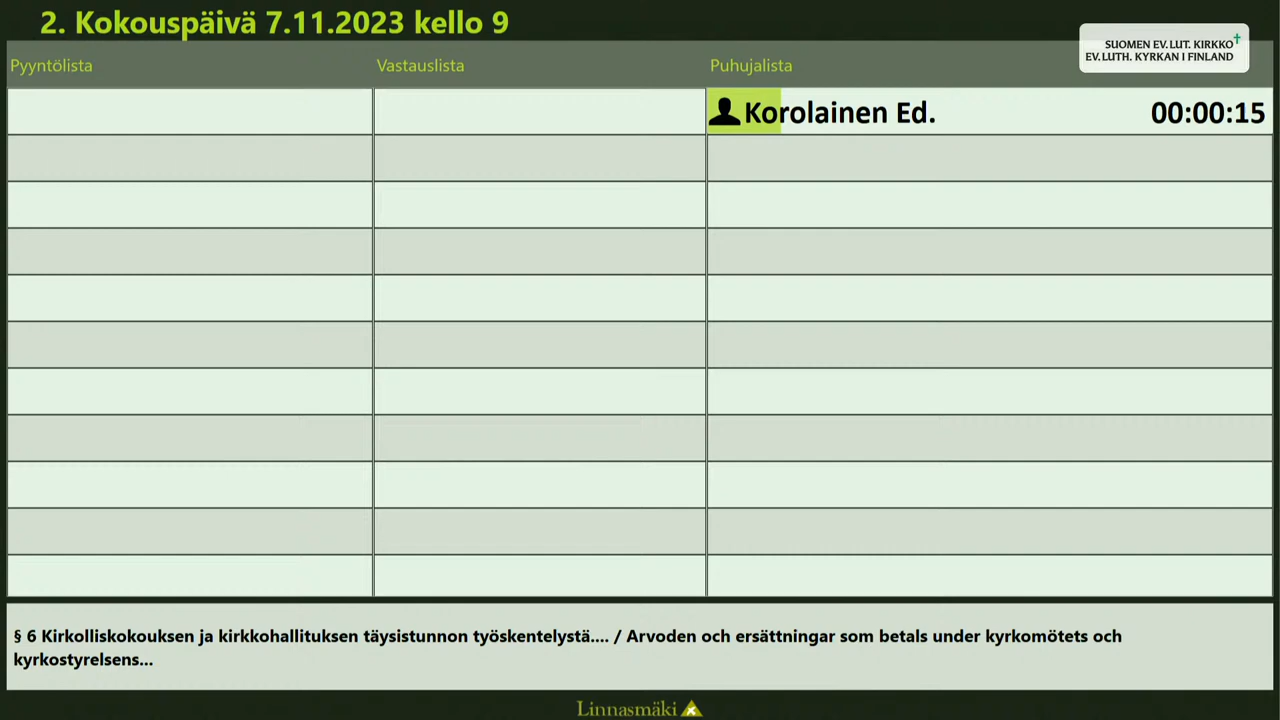 2. Kokouspäivä 7.11.2023 kello 9
SUOMEN EV. LUT. KIRKKO
EV. LUTH. KYRKAN I FINLAND
Pyyntölista
Vastauslista
Puhujalista
Korolainen Ed.
00:00:15
§ 6 Kirkolliskokouksen ja kirkkohallituksen täysistunnon työskentelystä.... / Arvoden och ersättningar som betals under kyrkomötets och
kyrkostyrelsens...
Linnasmäki